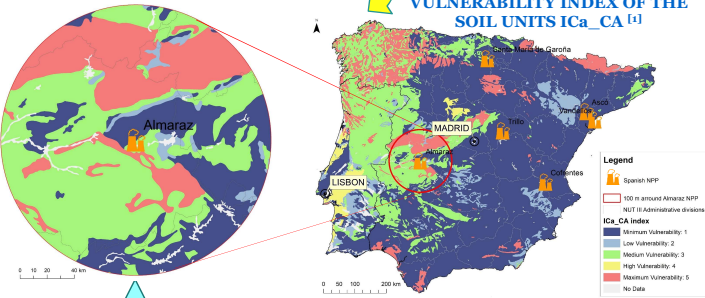 VULNERABILITY INDEX OF THE
SOIL UNITS ICa_CA [1]
Almaraz
0 10 20 40 km
N
Santa María de Garoña
Ascó
Vandellós
Trillo
MADRID
Almaraz
Cofrentes
LISBON
0 50 100 200 km
Legend
Spanish NPP
100 m arround Almaraz NPP
NUT III Administrative divisions
ICa_CA index
Minimum Vulnerability: 1
Low Vulnerability: 2
Medium Vulnerability: 3
High Vulnerability: 4
Maximum Vulnerability: 5
No Data